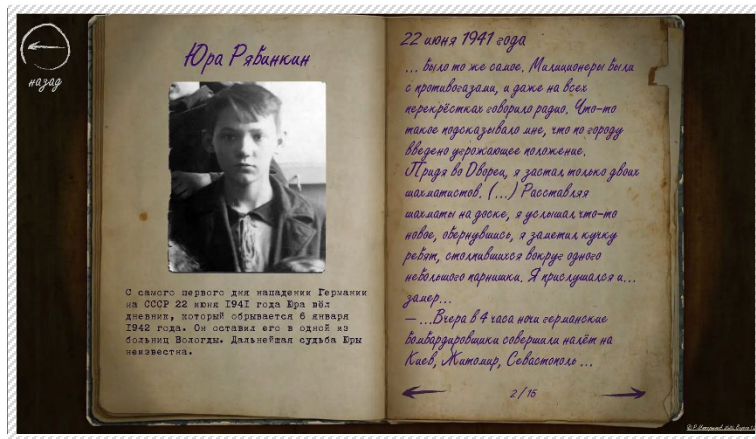 назад
Юра Рябинкин
С самого первого дня нападении Германии
на СССР 22 июня 1941 года Юра вёл
дневник, который обрывается 6 января
1942 года. Он оставил его в одной из
больниц Вологды. Дальнейшая судьба Юры
неизвестна.
22 июня 1941 года
... было то же самое. Милиционеры были
с противогазами, и даже на всех
перекрёстках говорило радио. Что-то
такое подсказывало мне, что по городу
введено угрожающее положение.
Придя во Дворец, я застал только двоих
шахматистов. (...) Расставляя
шахматы на доске, я услышал что-то
новое, обернувшись, я заметил кучку
ребят, столпившихся вокруг одного
небольшого парнишки. Я прислушался и...
замер...
– ...Вчера в 4 часа ночи германские
бомбардировщики совершили налёт на
Киев, Житомир, Севастополь ...
2/15